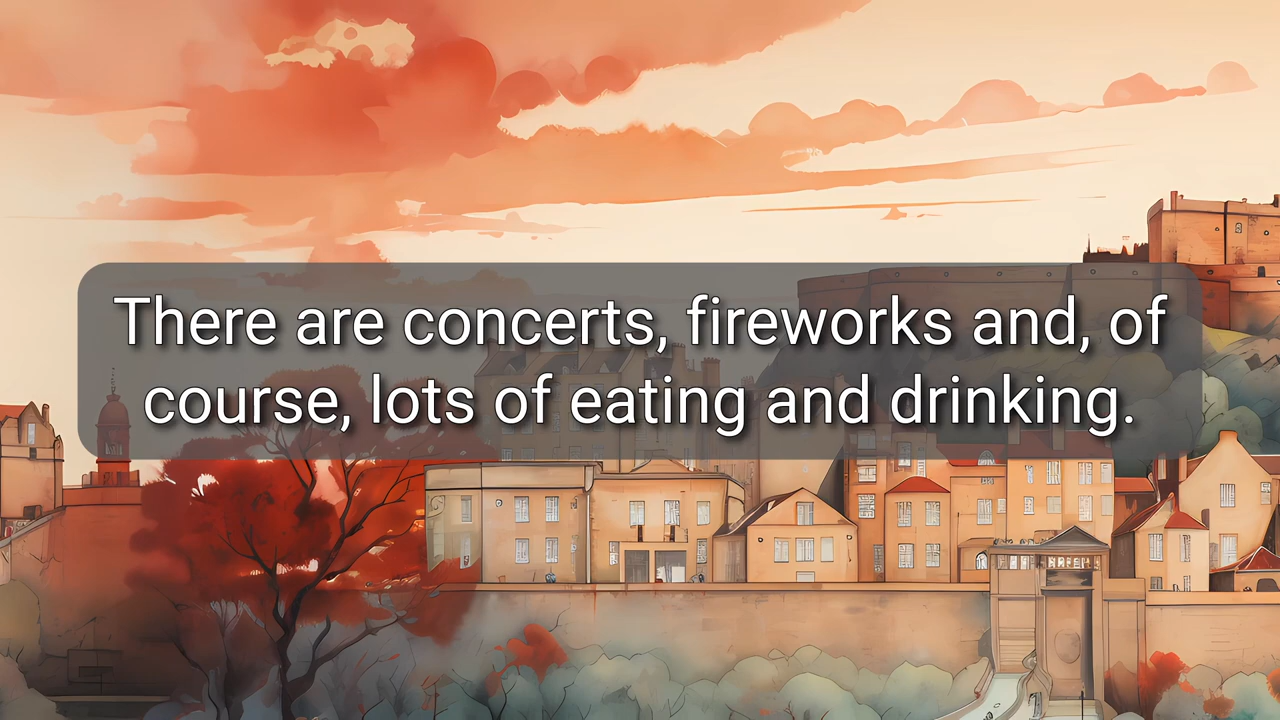 There are concerts, fireworks and, of
course, lots of eating and drinking.